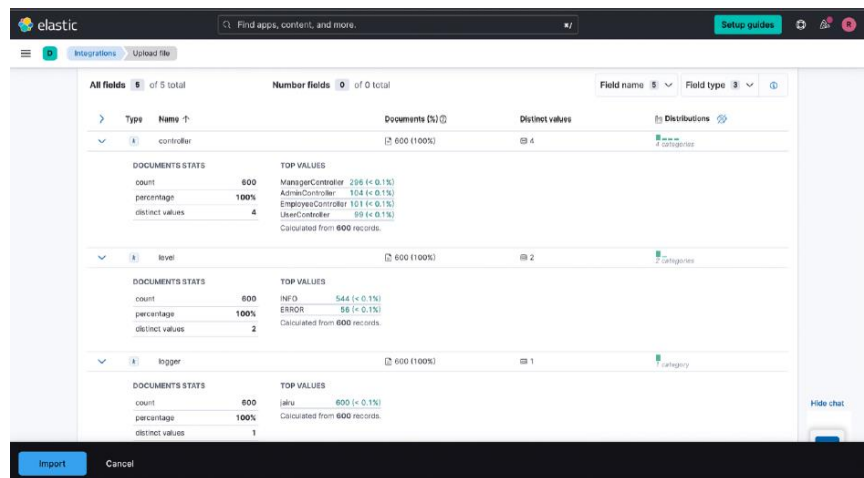 elastic
Find apps, content, and more.
Setup guides
R
D
Integrations
Upload file
All fields 5 of 5 total
Number fields 0 of 0 total
Field name 5
Field type 3
Type Name ↑ Documents (%) Distinct values Distributions
k controller 600 (100%) 4
4 categories
DOCUMENTS STATS
count 600
percentage 100%
distinct values 4
TOP VALUES
ManagerController 296 (< 0.1%)
AdminController 104 (< 0.1%)
EmployeeController 101 (< 0.1%)
UserController 99 (< 0.1%)
Calculated from 600 records.
k level 600 (100%) 2
2 categories
DOCUMENTS STATS
count 600
percentage 100%
distinct values 2
TOP VALUES
INFO 544 (< 0.1%)
ERROR 56 (< 0.1%)
Calculated from 600 records.
k logger 600 (100%) 1
1 category
DOCUMENTS STATS
count 600
percentage 100%
distinct values 1
TOP VALUES
jairu 600 (< 0.1%)
Calculated from 600 records.
Hide chat
Import
Cancel